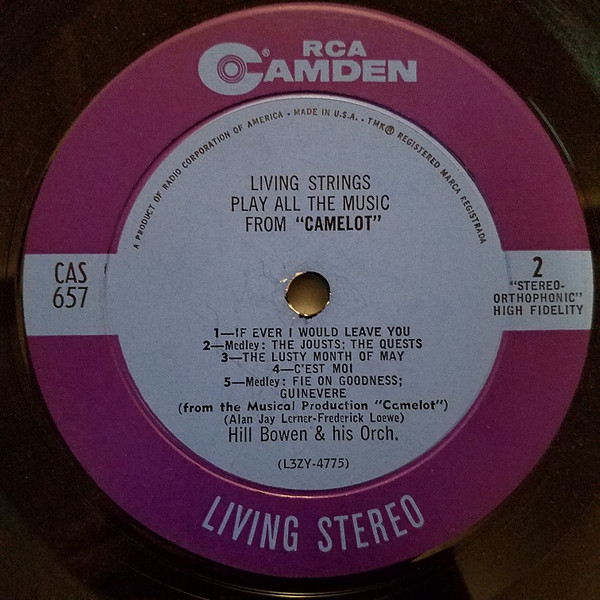 RCA
CAMDEN
A PRODUCT OF RADIO CORPORATION OF AMERICA • MADE IN U.S.A. • TMK® REGISTERED MARCA REGISTRADA
LIVING STRINGS
PLAY ALL THE MUSIC
FROM "CAMELOT"
CAS
657
2
"STEREO-
ORTHOPHONIC"
HIGH FIDELITY
1—IF EVER I WOULD LEAVE YOU
2—Medley: THE JOUSTS; THE QUESTS
3—THE LUSTY MONTH OF MAY
4—C'EST MOI
5—Medley: FIE ON GOODNESS;
GUINEVERE
(from the Musical Production "Camelot")
(Alan Jay Lerner-Frederick Loewe)
Hill Bowen & his Orch.
(L3ZY-4775)
LIVING STEREO